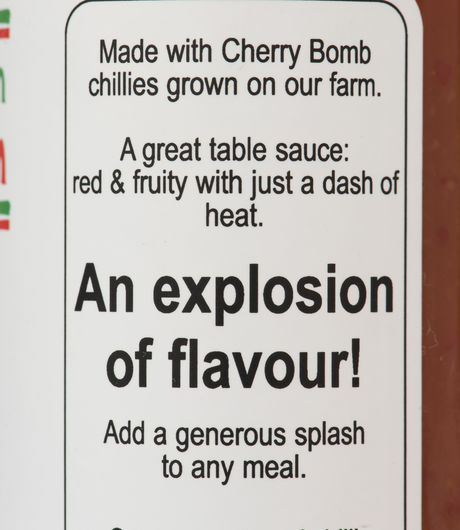 Made with Cherry Bomb
chillies grown on our farm.
A great table sauce:
red & fruity with just a dash of
heat.
An explosion
of flavour!
Add a generous splash
to any meal.